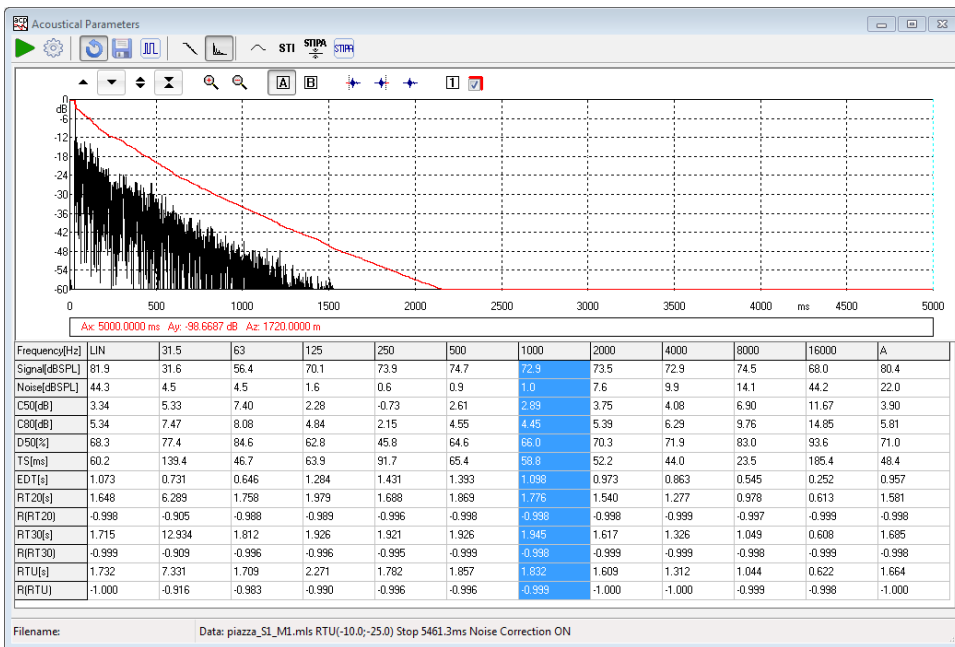 acp Acoustical Parameters
STI STIPA STIPA
A B 1
0
dB
-6
-12
-18
-24
-30
-36
-42
-48
-54
-60
0 500 1000 1500 2000 2500 3000 3500 4000 ms 4500 5000
Ax: 5000.0000 ms Ay: -98.6687 dB Az: 1720.0000 m
Frequency[Hz] LIN 31.5 63 125 250 500 1000 2000 4000 8000 16000 A
Signal[dBSPL] 81.9 31.6 56.4 70.1 73.9 74.7 72.9 73.5 72.9 74.5 68.0 80.4
Noise[dBSPL] 44.3 4.5 4.5 1.6 0.6 0.9 1.0 7.6 9.9 14.1 44.2 22.0
C50[dB] 3.34 5.33 7.40 2.28 -0.73 2.61 2.89 3.75 4.08 6.90 11.67 3.90
C80[dB] 5.34 7.47 8.08 4.84 2.15 4.55 4.45 5.39 6.29 9.76 14.85 5.81
D50[%] 68.3 77.4 84.6 62.8 45.8 64.6 66.0 70.3 71.9 83.0 93.6 71.0
TS[ms] 60.2 139.4 46.7 63.9 91.7 65.4 58.8 52.2 44.0 23.5 185.4 48.4
EDT[s] 1.073 0.731 0.646 1.284 1.431 1.393 1.098 0.973 0.863 0.545 0.252 0.957
RT20[s] 1.648 6.289 1.758 1.979 1.688 1.869 1.776 1.540 1.277 0.978 0.613 1.581
R(RT20) -0.998 -0.905 -0.988 -0.989 -0.996 -0.998 -0.998 -0.998 -0.999 -0.997 -0.999 -0.998
RT30[s] 1.715 12.934 1.812 1.926 1.921 1.926 1.945 1.617 1.326 1.049 0.608 1.685
R(RT30) -0.999 -0.909 -0.996 -0.996 -0.995 -0.999 -0.998 -0.999 -0.999 -0.998 -0.999 -0.998
RTU[s] 1.732 7.331 1.709 2.271 1.782 1.857 1.832 1.609 1.312 1.044 0.622 1.664
R(RTU) -1.000 -0.916 -0.983 -0.990 -0.996 -0.996 -0.999 -1.000 -1.000 -0.999 -0.998 -1.000
Filename: Data: piazza_S1_M1.mls RTU(-10.0;-25.0) Stop 5461.3ms Noise Correction ON